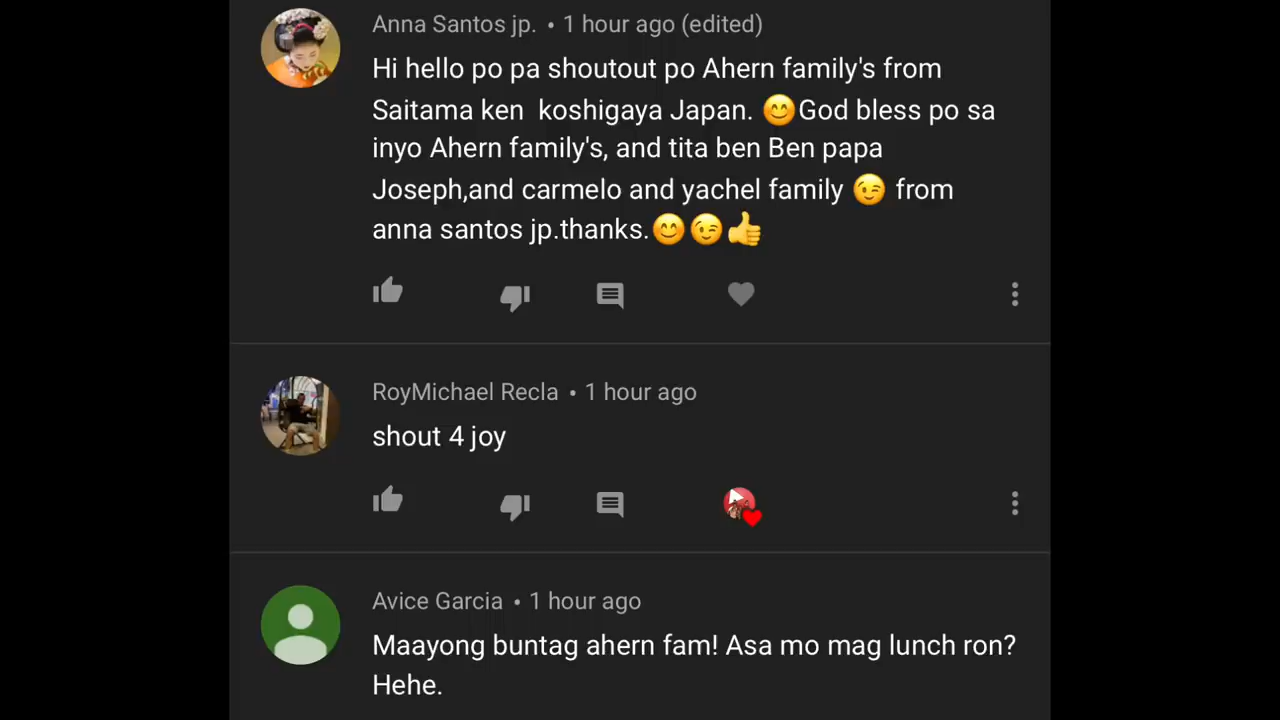 Anna Santos jp. • 1 hour ago (edited)
Hi hello po pa shoutout po Ahern family's from
Saitama ken koshigaya Japan. 😊God bless po sa
inyo Ahern family's, and tita ben Ben papa
Joseph,and carmelo and yachel family 😉 from
anna santos jp.thanks.😊😉👍
RoyMichael Recla • 1 hour ago
shout 4 joy
Avice Garcia • 1 hour ago
Maayong buntag ahern fam! Asa mo mag lunch ron?
Hehe.